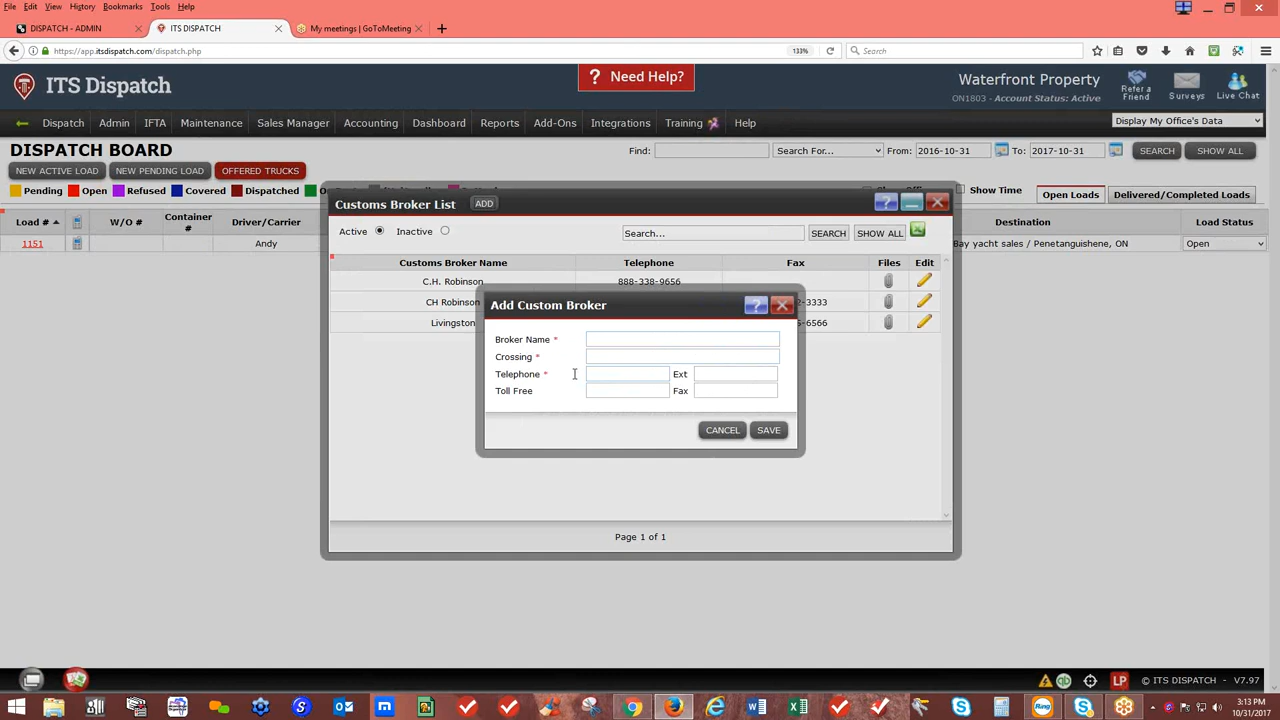 File Edit View History Bookmarks Tools Help
DISPATCH - ADMIN ITS DISPATCH My meetings | GoToMeeting
https://app.itsdispatch.com/dispatch.php 133% Search
ITS Dispatch ? Need Help? Waterfront Property Refer a Friend Surveys Live Chat
ON1803 - Account Status: Active
Dispatch Admin IFTA Maintenance Sales Manager Accounting Dashboard Reports Add-Ons Integrations Training Help Display My Office's Data
DISPATCH BOARD Find: Search For... From: 2016-10-31 To: 2017-10-31 SEARCH SHOW ALL
NEW ACTIVE LOAD NEW PENDING LOAD OFFERED TRUCKS
Pending Open Refused Covered Dispatched Show Time Open Loads Delivered/Completed Loads
Load # W/O # Container # Driver/Carrier Destination Load Status
1151 Andy Bay yacht sales / Penetanguishene, ON Open
Customs Broker List ADD
Active Inactive Search... SEARCH SHOW ALL
Customs Broker Name Telephone Fax Files Edit
C.H. Robinson 888-338-9656
CH Robinson 2-3333
Livingston 5-6566
Add Custom Broker ?
Broker Name *
Crossing *
Telephone * Ext
Toll Free Fax
CANCEL SAVE
Page 1 of 1
LP © ITS DISPATCH - V7.97
3:13 PM
10/31/2017